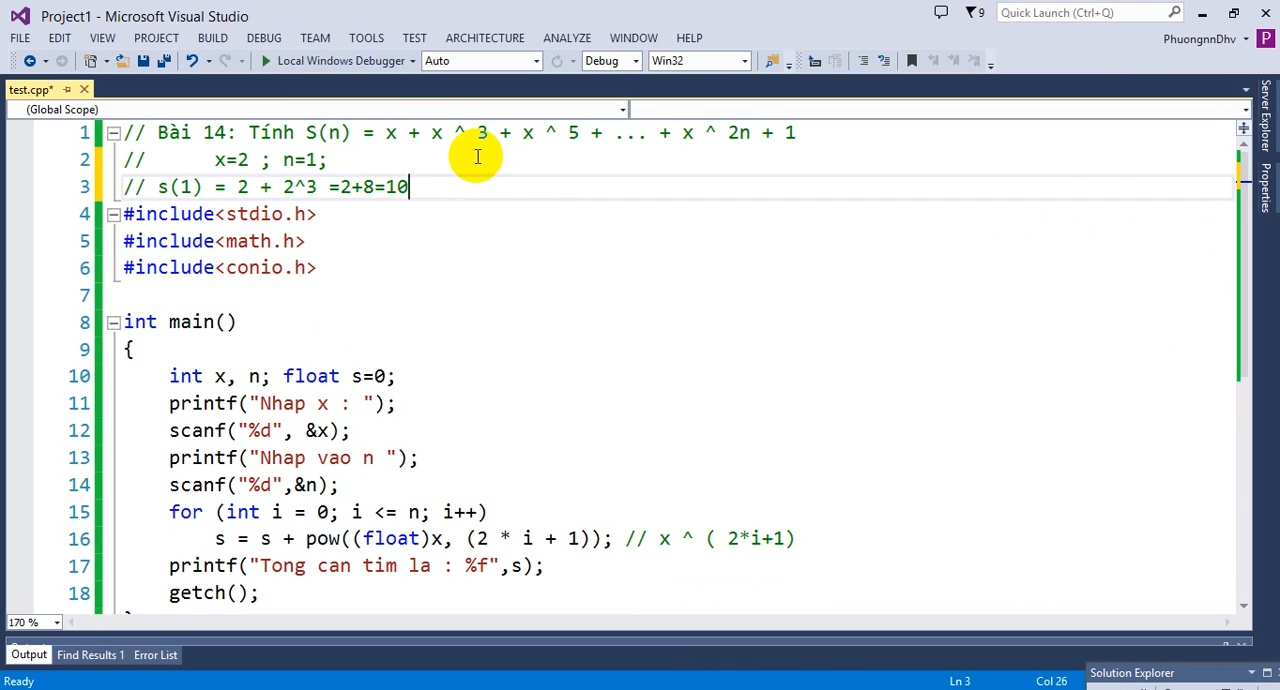 Project1 - Microsoft Visual Studio
9
Quick Launch (Ctrl+Q)
FILE EDIT VIEW PROJECT BUILD DEBUG TEAM TOOLS TEST ARCHITECTURE ANALYZE WINDOW HELP
PhuongnnDhv P
Local Windows Debugger Auto Debug Win32
test.cpp*
(Global Scope)
1 // Bài 14: Tính S(n) = x + x ^ 3 + x ^ 5 + ... + x ^ 2n + 1
2 // x=2 ; n=1;
3 // s(1) = 2 + 2^3 =2+8=10
4 #include<stdio.h>
5 #include<math.h>
6 #include<conio.h>
7
8 int main()
9 {
10 int x, n; float s=0;
11 printf("Nhap x : ");
12 scanf("%d", &x);
13 printf("Nhap vao n ");
14 scanf("%d",&n);
15 for (int i = 0; i <= n; i++)
16 s = s + pow((float)x, (2 * i + 1)); // x ^ ( 2*i+1)
17 printf("Tong can tim la : %f",s);
18 getch();
170 %
Server Explorer
Properties
Output Find Results 1 Error List
Solution Explorer
Ready Ln 3 Col 26